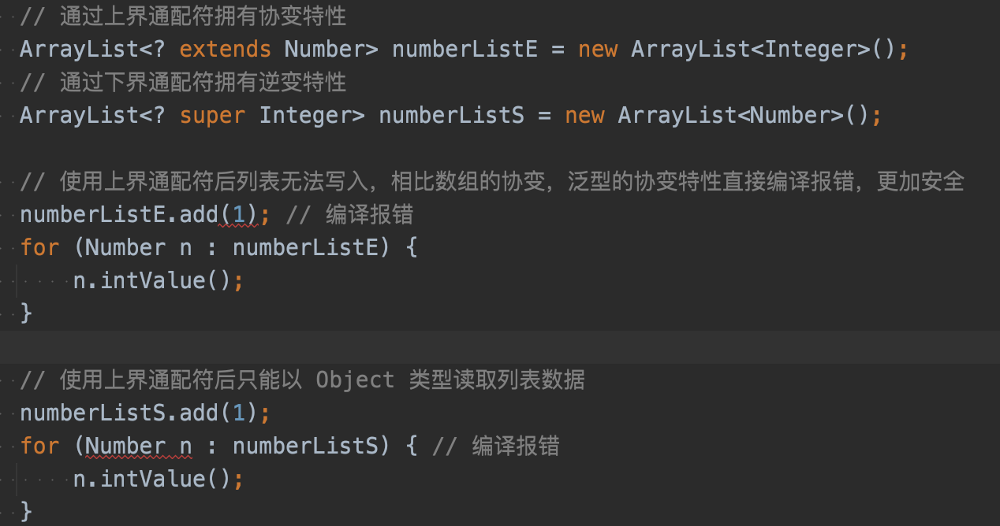 // 通过上界通配符拥有协变特性
ArrayList<? extends Number> numberListE = new ArrayList<Integer>();
// 通过下界通配符拥有逆变特性
ArrayList<? super Integer> numberListS = new ArrayList<Number>();
// 使用上界通配符后列表无法写入，相比数组的协变，泛型的协变特性直接编译报错，更加安全
numberListE.add(1); // 编译报错
for (Number n : numberListE) {
    n.intValue();
}
// 使用上界通配符后只能以 Object 类型读取列表数据
numberListS.add(1);
for (Number n : numberListS) { // 编译报错
    n.intValue();
}